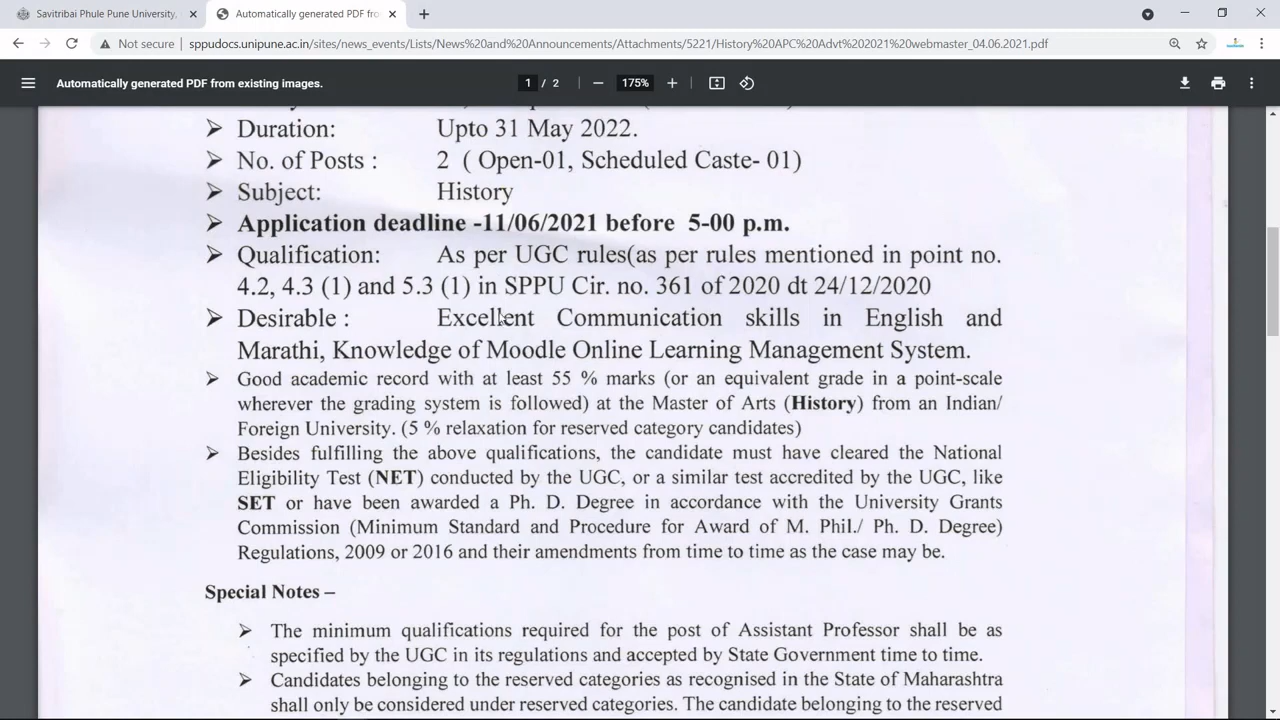 Savitribai Phule Pune University,
Automatically generated PDF fro
Not secure | sppudocs.unipune.ac.in/sites/news_events/Lists/News%20and%20Announcements/Attachments/5221/History%20APC%20Advt%202021%20webmaster_04.06.2021.pdf
Automatically generated PDF from existing images.
1 / 2
175%
➢ Duration: Upto 31 May 2022.
➢ No. of Posts : 2 ( Open-01, Scheduled Caste- 01)
➢ Subject: History
➢ Application deadline -11/06/2021 before 5-00 p.m.
➢ Qualification: As per UGC rules(as per rules mentioned in point no.
4.2, 4.3 (1) and 5.3 (1) in SPPU Cir. no. 361 of 2020 dt 24/12/2020
➢ Desirable : Excellent Communication skills in English and
Marathi, Knowledge of Moodle Online Learning Management System.
➢ Good academic record with at least 55 % marks (or an equivalent grade in a point-scale
wherever the grading system is followed) at the Master of Arts (History) from an Indian/
Foreign University. (5 % relaxation for reserved category candidates)
➢ Besides fulfilling the above qualifications, the candidate must have cleared the National
Eligibility Test (NET) conducted by the UGC, or a similar test accredited by the UGC, like
SET or have been awarded a Ph. D. Degree in accordance with the University Grants
Commission (Minimum Standard and Procedure for Award of M. Phil./ Ph. D. Degree)
Regulations, 2009 or 2016 and their amendments from time to time as the case may be.
Special Notes –
➢ The minimum qualifications required for the post of Assistant Professor shall be as
specified by the UGC in its regulations and accepted by State Government time to time.
➢ Candidates belonging to the reserved categories as recognised in the State of Maharashtra
shall only be considered under reserved categories. The candidate belonging to the reserved